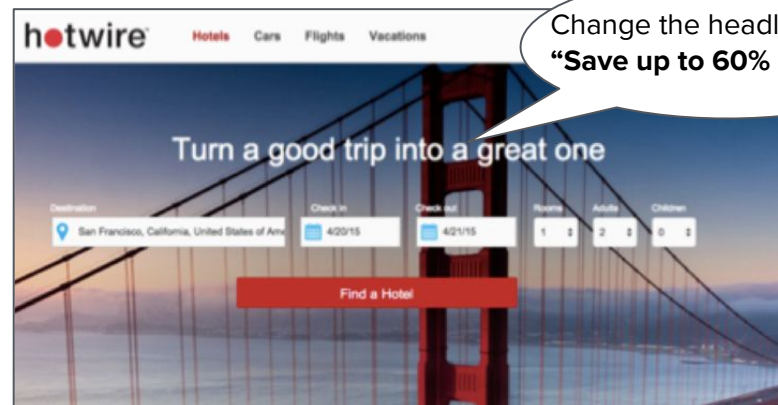 hotwire
Hotels Cars Flights Vacations
Change the headl
“Save up to 60%
Turn a good trip into a great one
Destination Check in Check out Rooms Adults Children
San Francisco, California, United States of Ame 4/20/15 4/21/15 1 2 0
Find a Hotel